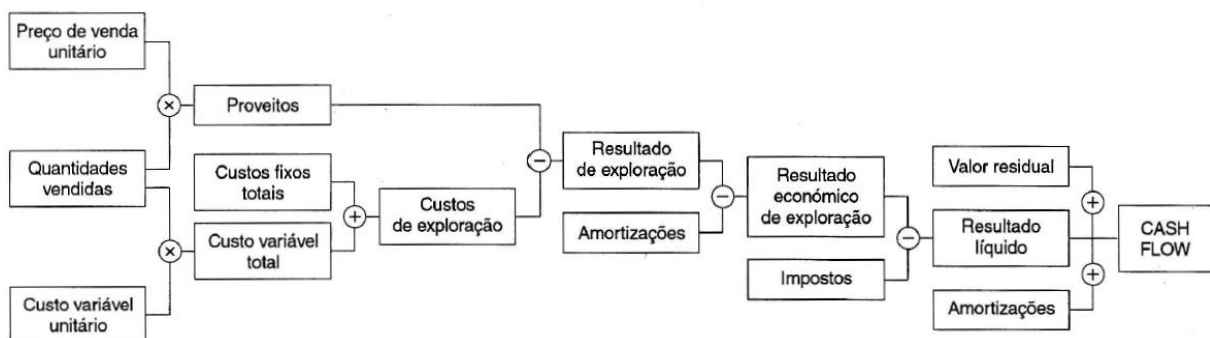 Preço de venda
unitário
×
Proveitos
Quantidades
vendidas
Custos fixos
totais
×
Custo variável
total
Custo variável
unitário
+
Custos
de exploração
−
Resultado
de exploração
Amortizações
−
Resultado
económico
de exploração
Impostos
−
Valor residual
+
Resultado
líquido
+
Amortizações
CASH
FLOW